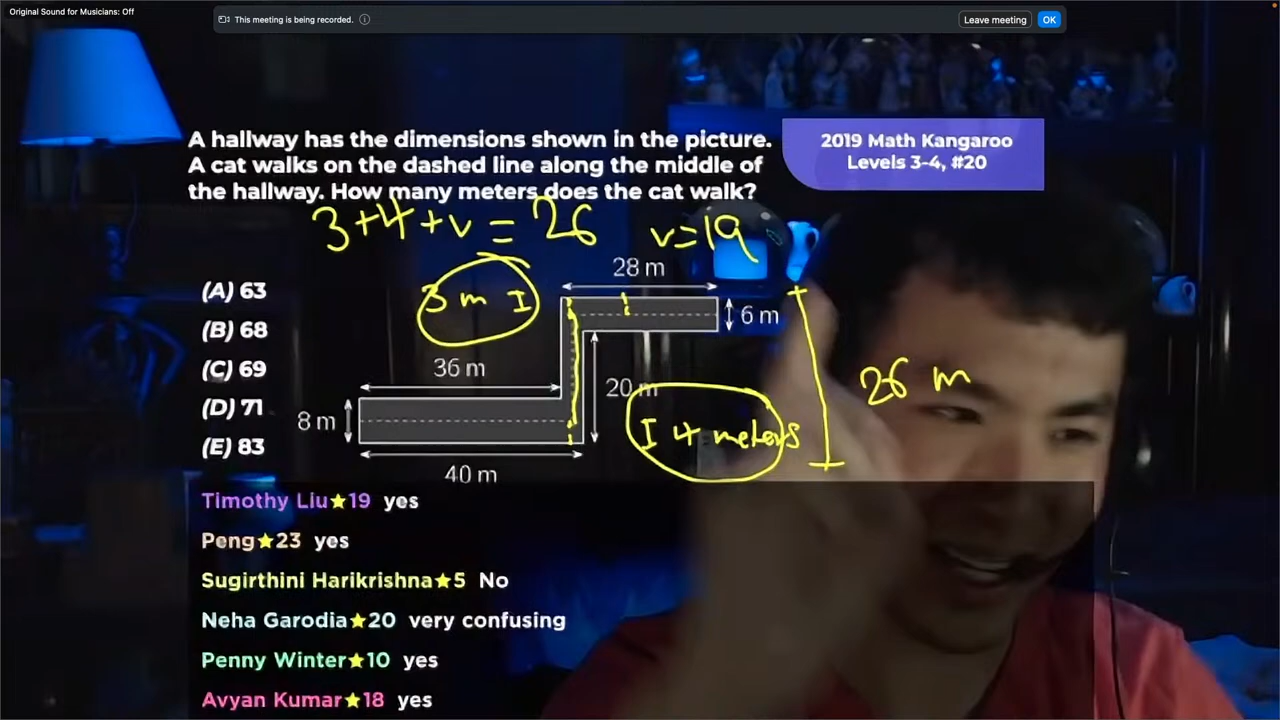 Original Sound for Musicians: Off
This meeting is being recorded.
Leave meeting
OK
A hallway has the dimensions shown in the picture.
A cat walks on the dashed line along the middle of
the hallway. How many meters does the cat walk?
2019 Math Kangaroo
Levels 3-4, #20
3+4+v=26
v=19
(A) 63
(B) 68
(C) 69
(D) 71
(E) 83
3 m I
28 m
6 m
36 m
20 m
26 m
8 m
I 4 meters
40 m
Timothy Liu★19 yes
Peng★23 yes
Sugirthini Harikrishna★5 No
Neha Garodia★20 very confusing
Penny Winter★10 yes
Avyan Kumar★18 yes